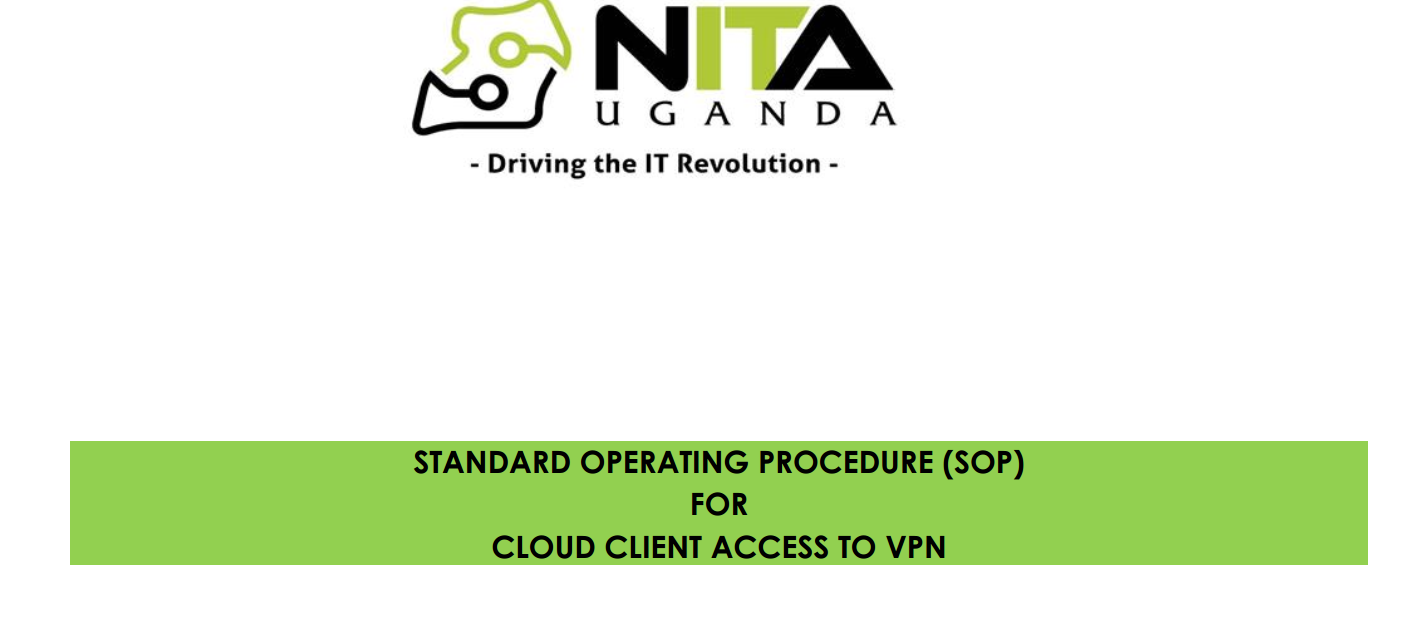 NITA
UGANDA
- Driving the IT Revolution -
STANDARD OPERATING PROCEDURE (SOP)
FOR
CLOUD CLIENT ACCESS TO VPN